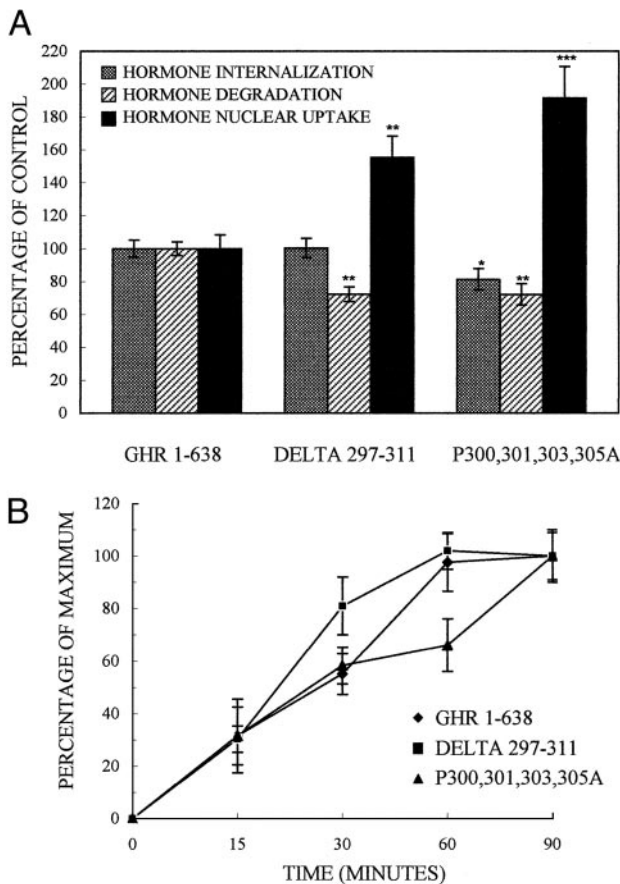 A
220
200
180
160
140
120
100
80
60
40
20
0
PERCENTAGE OF CONTROL
HORMONE INTERNALIZATION
HORMONE DEGRADATION
HORMONE NUCLEAR UPTAKE
**
**
*
**
***
GHR 1-638
DELTA 297-311
P300,301,303,305A
B
100
80
60
40
20
0
PERCENTAGE OF MAXIMUM
GHR 1-638
DELTA 297-311
P300,301,303,305A
0
15
30
60
90
TIME (MINUTES)